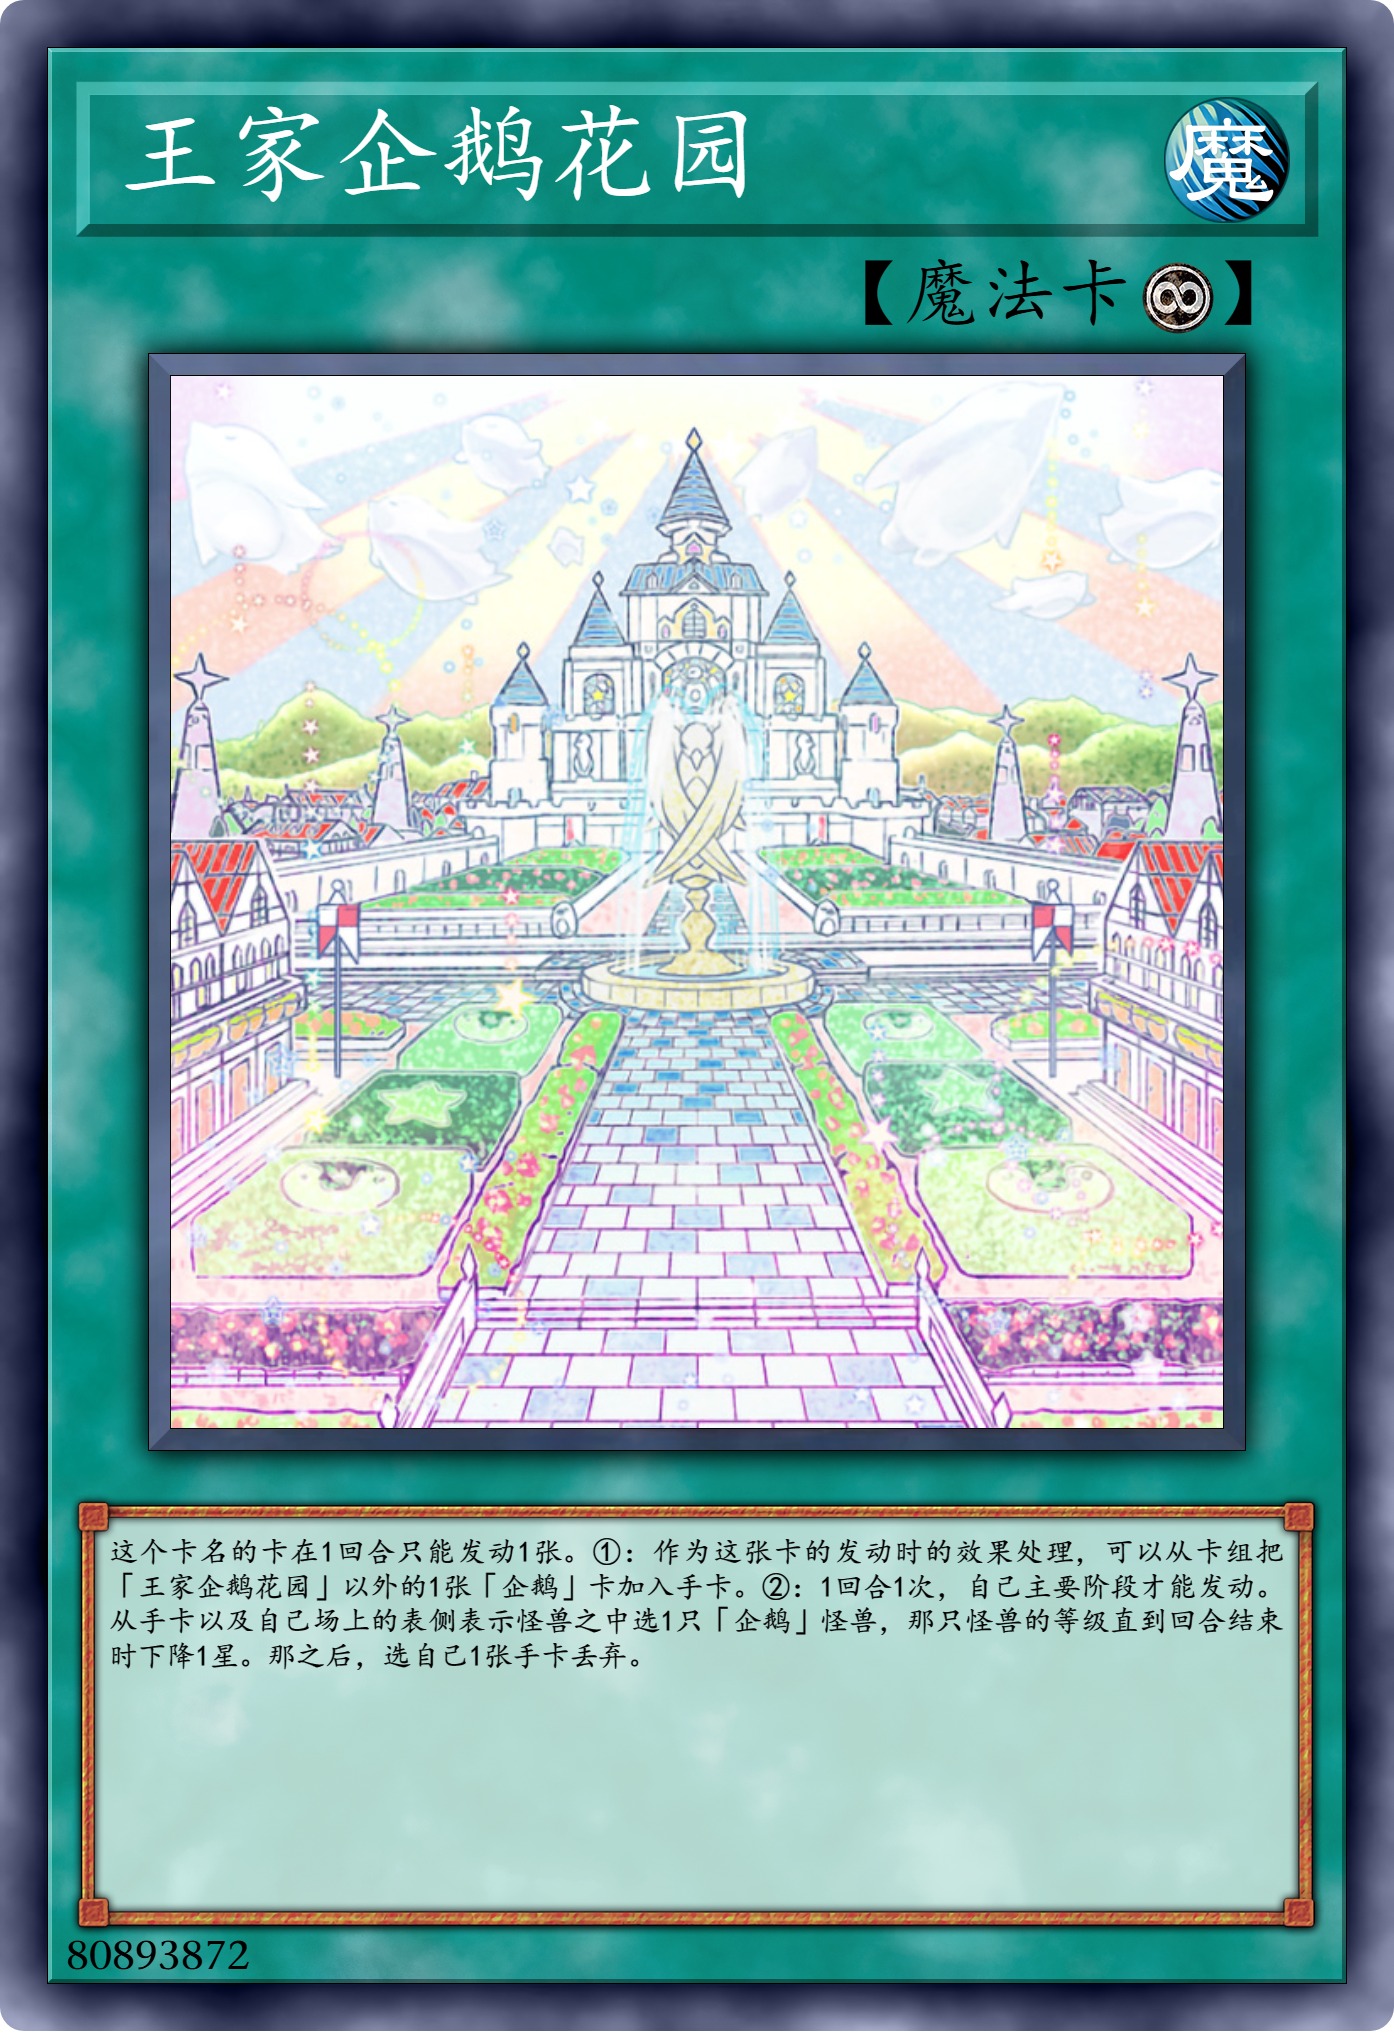 王家企鹅花园
魔
【魔法卡】
这个卡名的卡在1回合只能发动1张。①：作为这张卡的发动时的效果处理，可以从卡组把
「王家企鹅花园」以外的1张「企鹅」卡加入手卡。②：1回合1次，自己主要阶段才能发动。
从手卡以及自己场上的表侧表示怪兽之中选1只「企鹅」怪兽，那只怪兽的等级直到回合结束
时下降1星。那之后，选自己1张手卡丢弃。
80893872